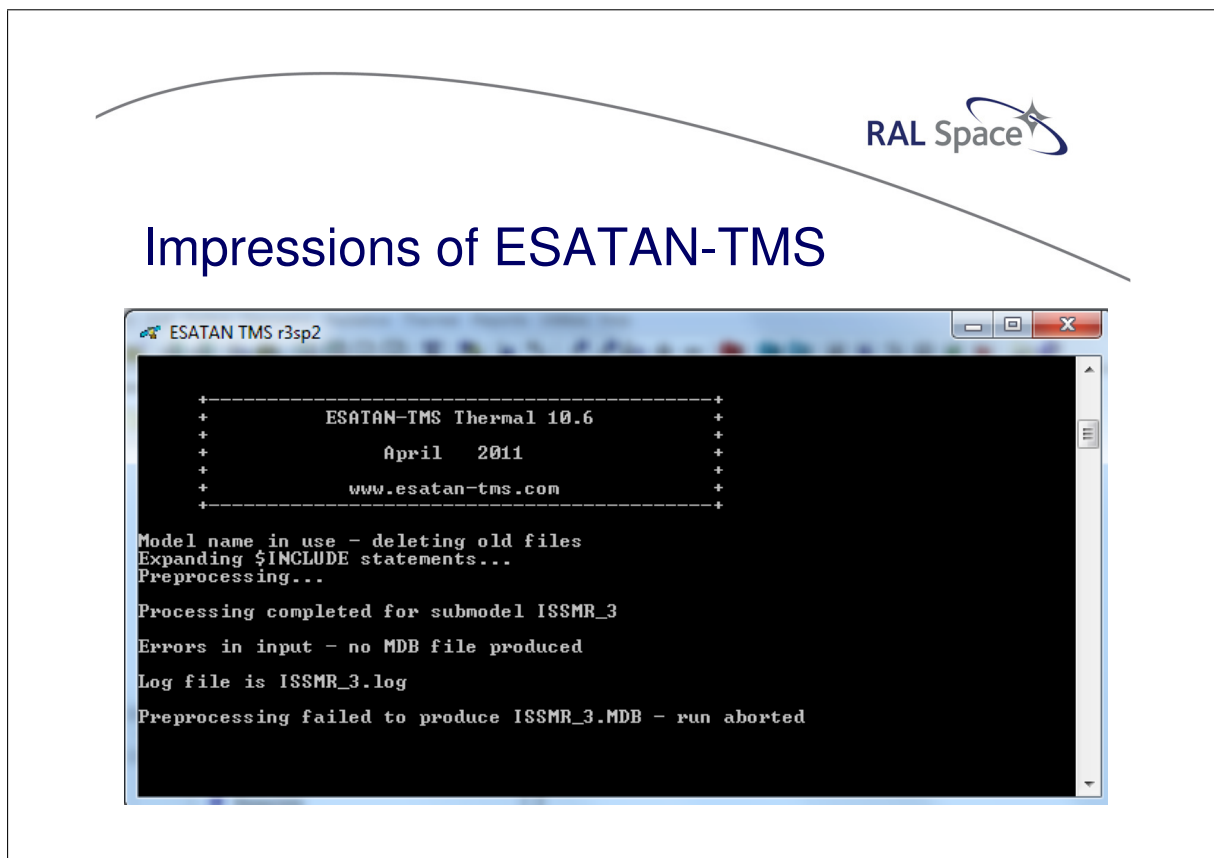 RAL Space
Impressions of ESATAN-TMS
ESATAN TMS r3sp2
ESATAN-TMS Thermal 10.6
April 2011
www.esatan-tms.com
Model name in use - deleting old files
Expanding $INCLUDE statements...
Preprocessing...
Processing completed for submodel ISSMR_3
Errors in input - no MDB file produced
Log file is ISSMR_3.log
Preprocessing failed to produce ISSMR_3.MDB - run aborted